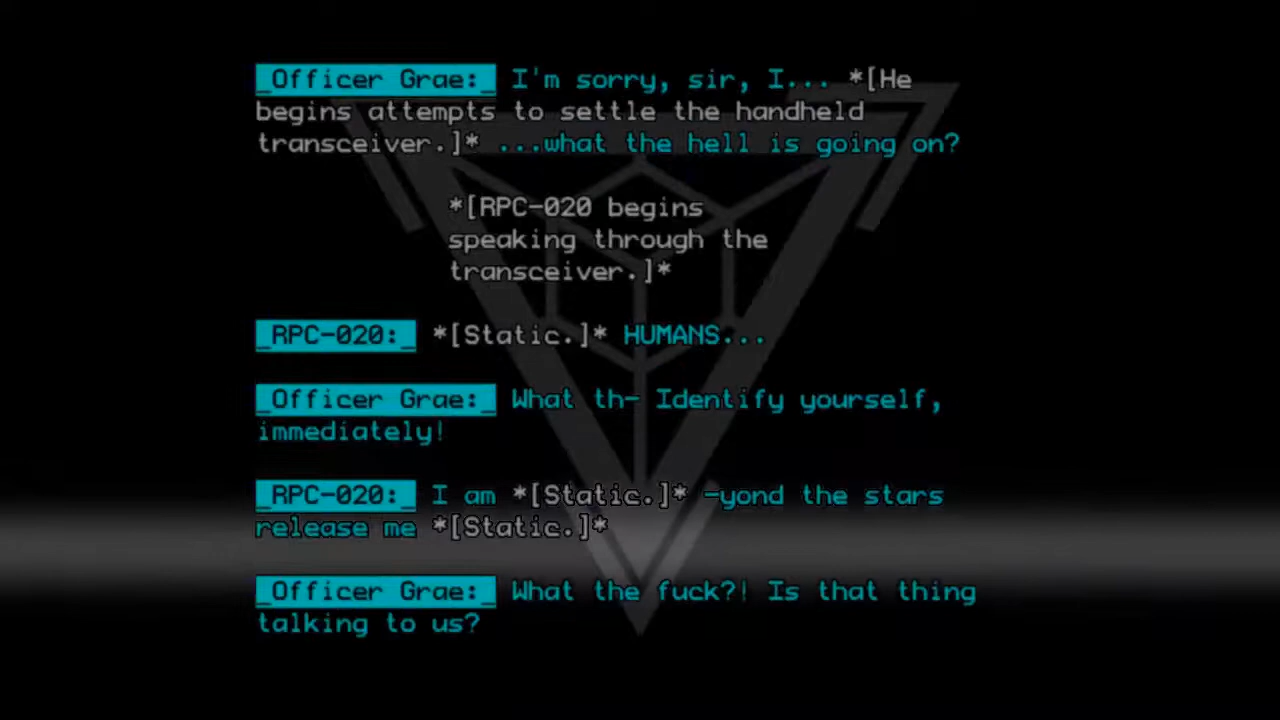 _Officer Grae:_ I'm sorry, sir, I... *[He
begins attempts to settle the handheld
transceiver.]* ...what the hell is going on?
*[RPC-020 begins
speaking through the
transceiver.]*
_RPC-020:_ *[Static.]* HUMANS...
_Officer Grae:_ What th- Identify yourself,
immediately!
_RPC-020:_ I am *[Static.]* -yond the stars
release me *[Static.]*
_Officer Grae:_ What the fuck?! Is that thing
talking to us?